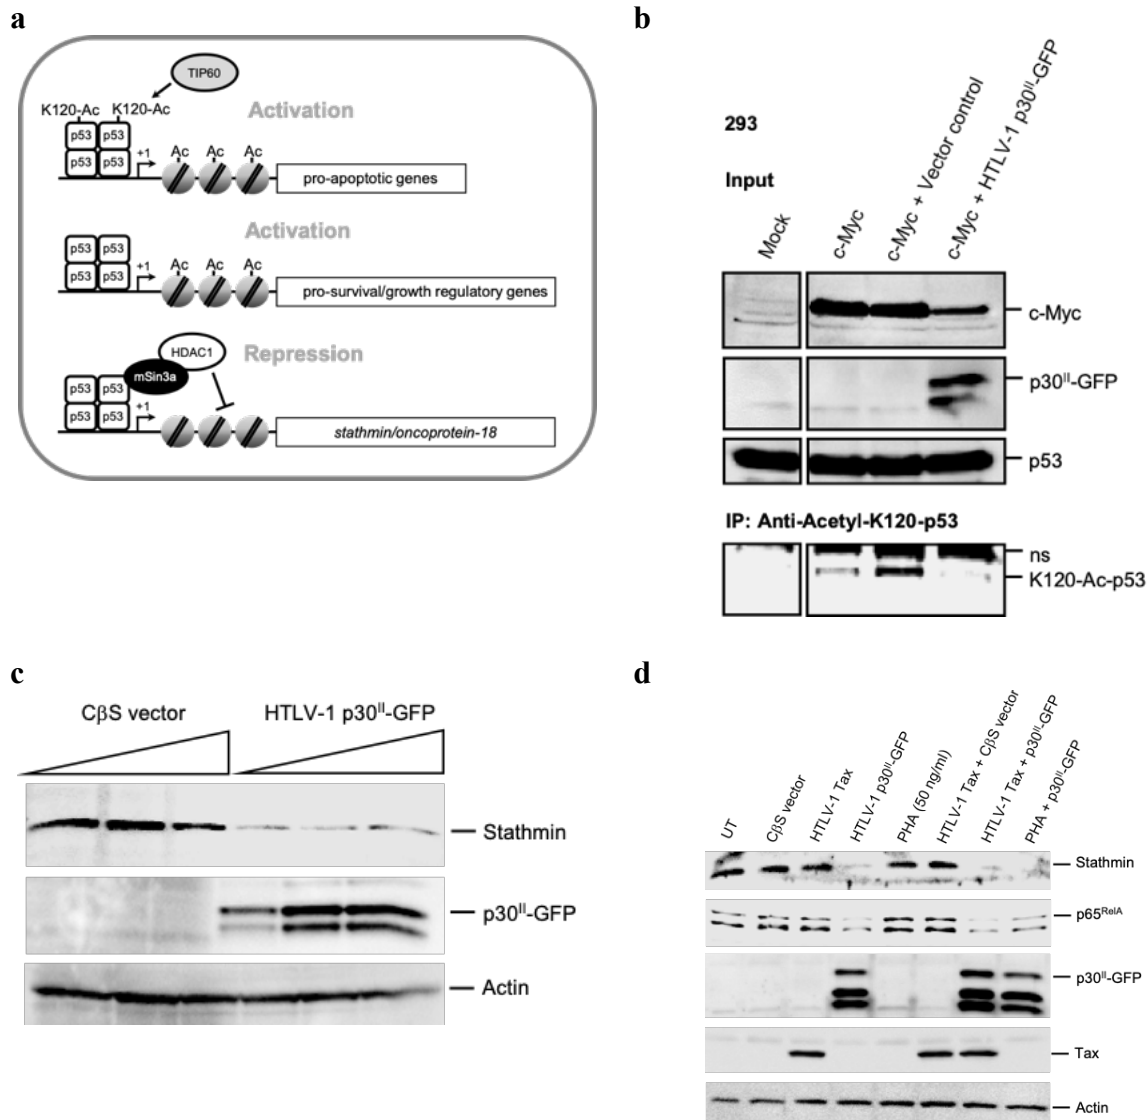 a
TIP60
K120-Ac K120-Ac
Activation
p53 p53
p53 p53
+1
Ac Ac Ac
pro-apoptotic genes
Activation
p53 p53
p53 p53
+1
Ac Ac Ac
pro-survival/growth regulatory genes
HDAC1
Repression
mSin3a
p53 p53
p53 p53
+1
stathmin/oncoprotein-18
b
293
Input
Mock
c-Myc
c-Myc + Vector control
c-Myc + HTLV-1 p30ᴵᴵ-GFP
c-Myc
p30ᴵᴵ-GFP
p53
IP: Anti-Acetyl-K120-p53
ns
K120-Ac-p53
c
CβS vector
HTLV-1 p30ᴵᴵ-GFP
Stathmin
p30ᴵᴵ-GFP
Actin
d
UT
CβS vector
HTLV-1 Tax
HTLV-1 p30ᴵᴵ-GFP
PHA (50 ng/ml)
HTLV-1 Tax + CβS vector
HTLV-1 Tax + p30ᴵᴵ-GFP
PHA + p30ᴵᴵ-GFP
Stathmin
p65ᴿᵉˡᴬ
p30ᴵᴵ-GFP
Tax
Actin